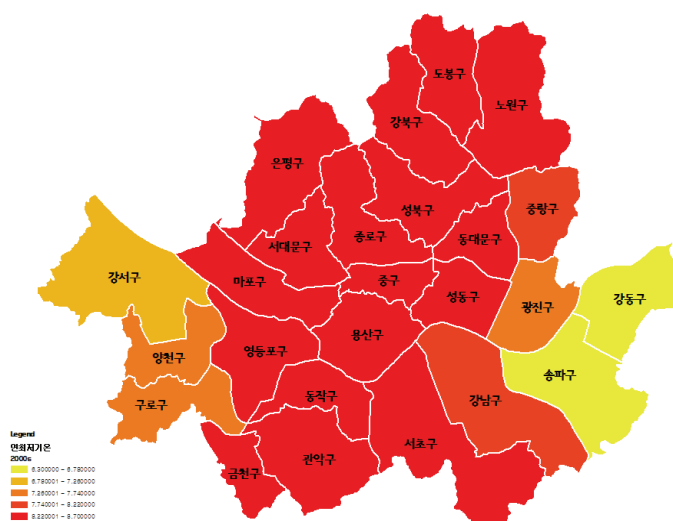 도봉구
노원구
강북구
은평구
성북구
중랑구
종로구
동대문구
서대문구
강서구
마포구
중구
성동구
광진구
강동구
용산구
영등포구
양천구
송파구
동작구
강남구
구로구
서초구
관악구
금천구
Legend
연최저기온
2000s
6.300000 - 6.780000
6.780001 - 7.260000
7.260001 - 7.740000
7.740001 - 8.220000
8.220001 - 8.700000